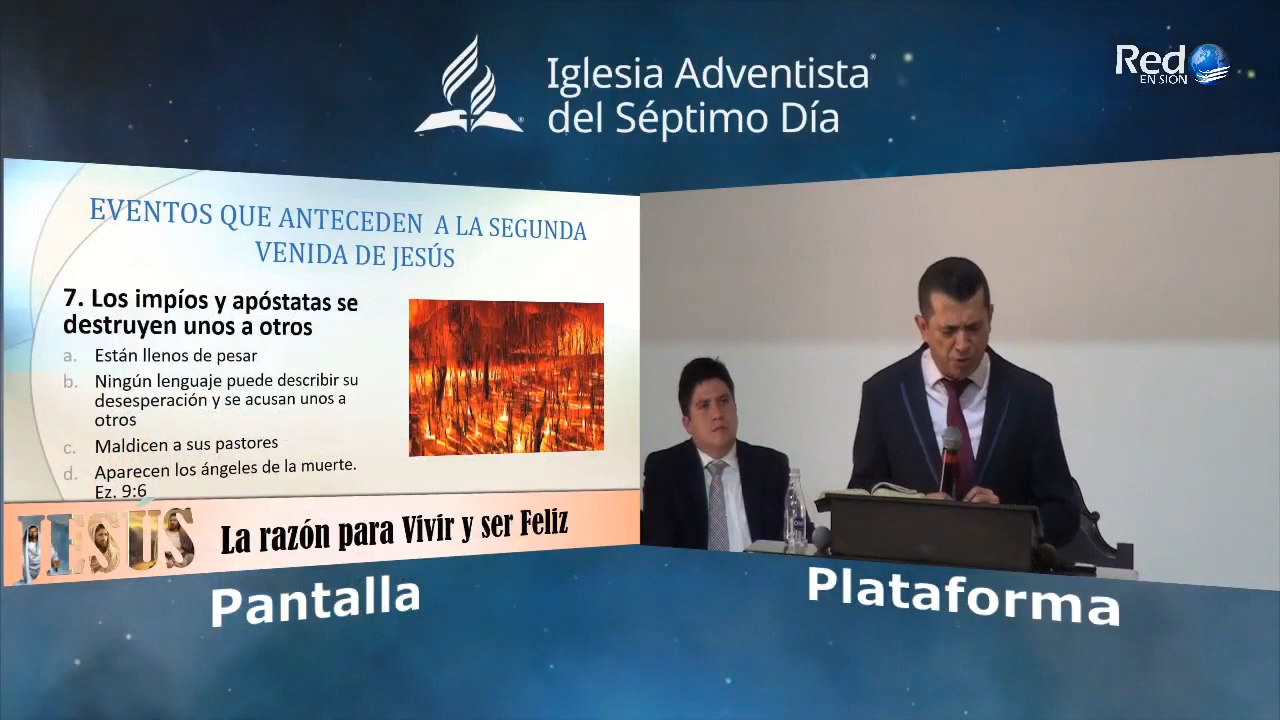 Iglesia Adventista
del Séptimo Día
Red
EN SION
EVENTOS QUE ANTECEDEN A LA SEGUNDA
VENIDA DE JESÚS
7. Los impíos y apóstatas se
destruyen unos a otros
a. Están llenos de pesar
b. Ningún lenguaje puede describir su
desesperación y se acusan unos a
otros
c. Maldicen a sus pastores
d. Aparecen los ángeles de la muerte.
Ez. 9:6
JESÚS La razón para Vivir y ser Feliz
Pantalla
Plataforma